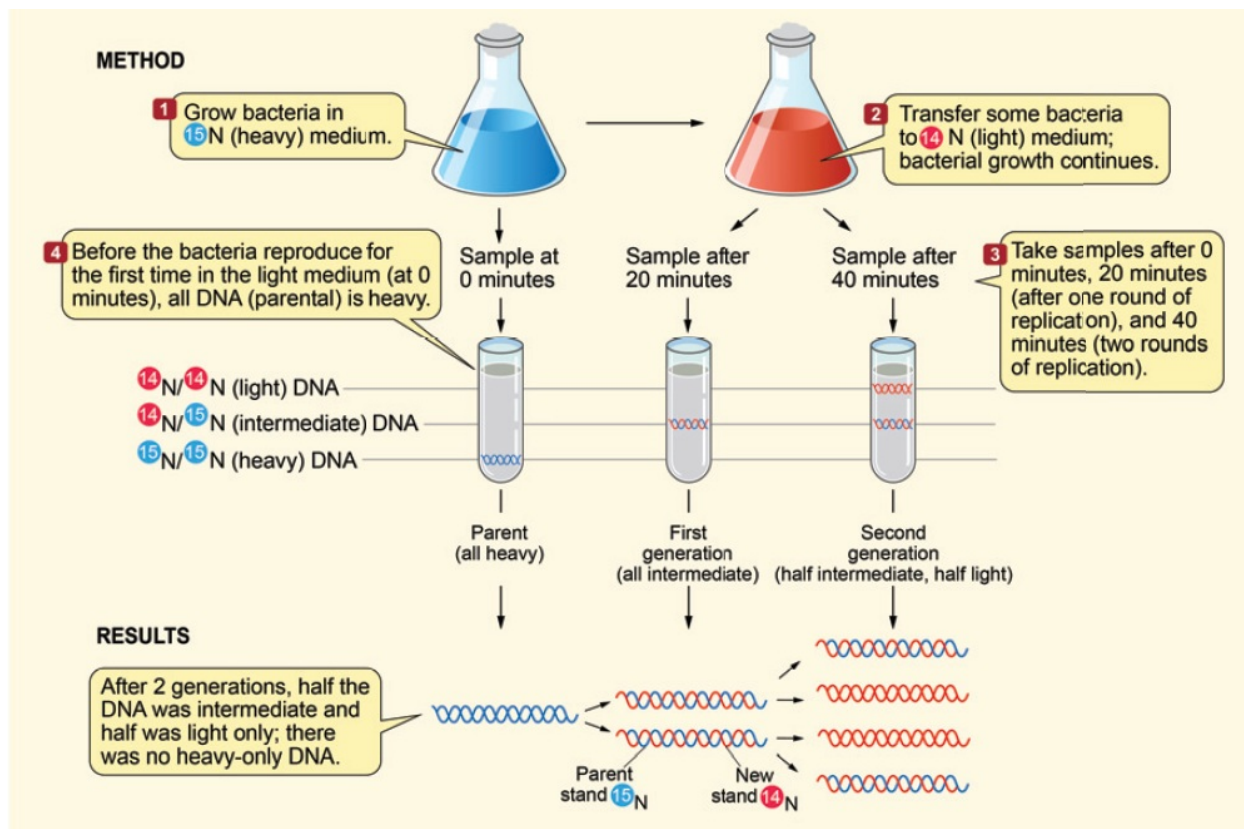 METHOD
1 Grow bacteria in
15N (heavy) medium.
2 Transfer some bacteria
to 14 N (light) medium;
bacterial growth continues.
4 Before the bacteria reproduce for
the first time in the light medium (at 0
minutes), all DNA (parental) is heavy.
Sample at
0 minutes
Sample after
20 minutes
Sample after
40 minutes
3 Take samples after 0
minutes, 20 minutes
(after one round of
replication), and 40
minutes (two rounds
of replication).
14N/14N (light) DNA
14N/15N (intermediate) DNA
15N/15N (heavy) DNA
Parent
(all heavy)
First
generation
(all intermediate)
Second
generation
(half intermediate, half light)
RESULTS
After 2 generations, half the
DNA was intermediate and
half was light only; there
was no heavy-only DNA.
Parent
stand 15N
New
stand 14N